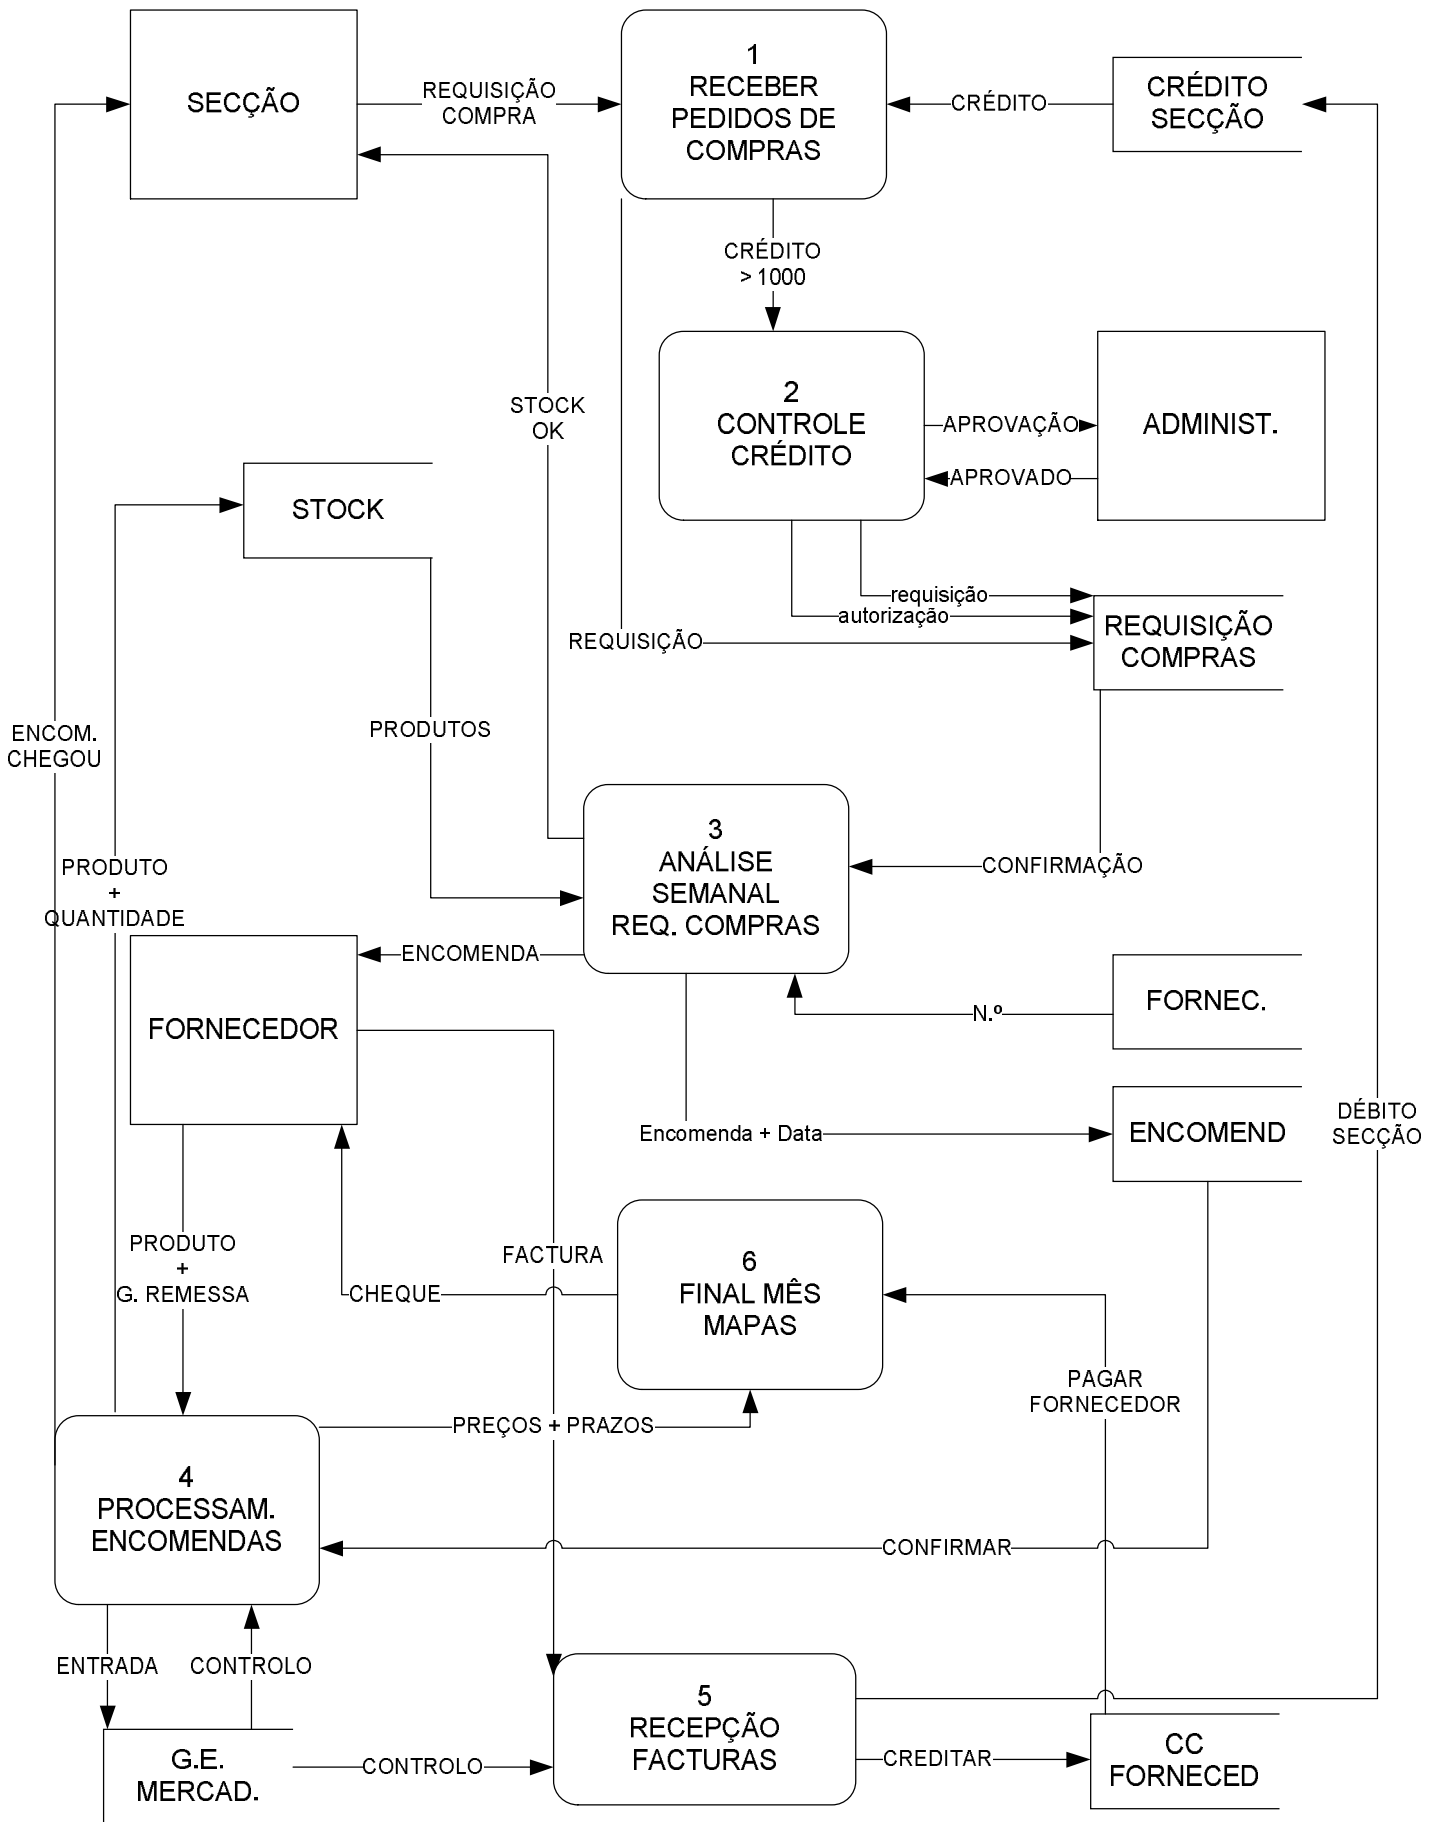 SECÇÃO
REQUISIÇÃO
COMPRA
1
RECEBER
PEDIDOS DE
COMPRAS
CRÉDITO
CRÉDITO
SECÇÃO
CRÉDITO
> 1000
2
CONTROLE
CRÉDITO
APROVAÇÃO
APROVADO
ADMINIST.
STOCK
OK
STOCK
requisição
autorização
REQUISIÇÃO
REQUISIÇÃO
COMPRAS
PRODUTOS
ENCOM.
CHEGOU
3
ANÁLISE
SEMANAL
REQ. COMPRAS
CONFIRMAÇÃO
PRODUTO
+
QUANTIDADE
ENCOMENDA
FORNECEDOR
N.º
FORNEC.
Encomenda + Data
ENCOMEND
DÉBITO
SECÇÃO
PRODUTO
+
G. REMESSA
FACTURA
CHEQUE
6
FINAL MÊS
MAPAS
PAGAR
FORNECEDOR
PREÇOS + PRAZOS
4
PROCESSAM.
ENCOMENDAS
CONFIRMAR
ENTRADA
CONTROLO
5
RECEPÇÃO
FACTURAS
G.E.
MERCAD.
CONTROLO
CREDITAR
CC
FORNECED